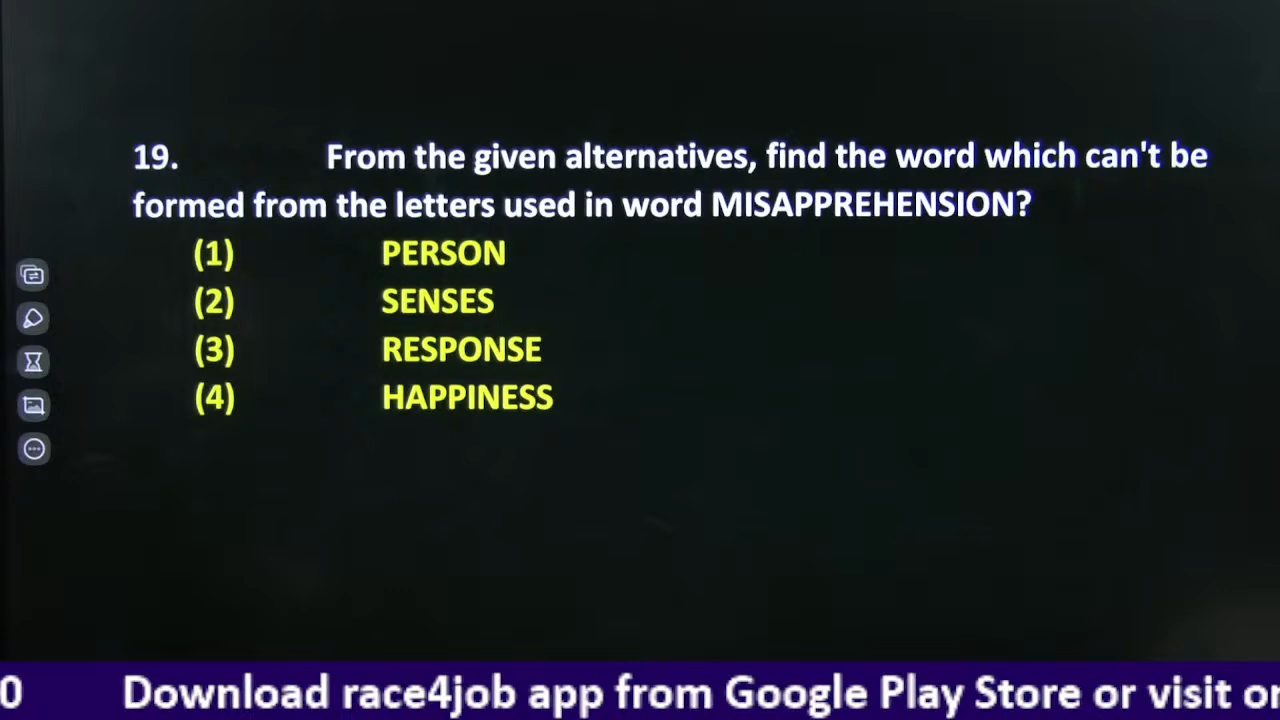 19. From the given alternatives, find the word which can't be
formed from the letters used in word MISAPPREHENSION?
(1) PERSON
(2) SENSES
(3) RESPONSE
(4) HAPPINESS
0 Download race4job app from Google Play Store or visit or